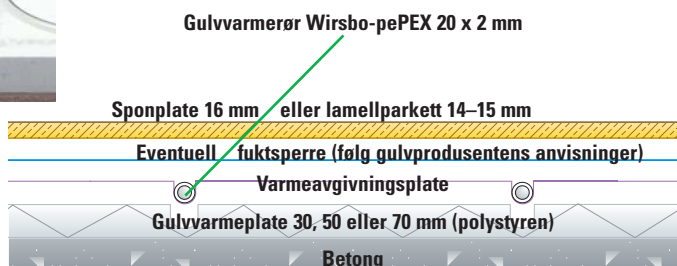 Gulvvarmerør Wirsbo-pePEX 20 x 2 mm
Sponplate 16 mm eller lamellparkett 14–15 mm
Eventuell fuktsperre (følg gulvprodusentens anvisninger)
Varmeavgivningsplate
Gulvvarmeplate 30, 50 eller 70 mm (polystyren)
Betong